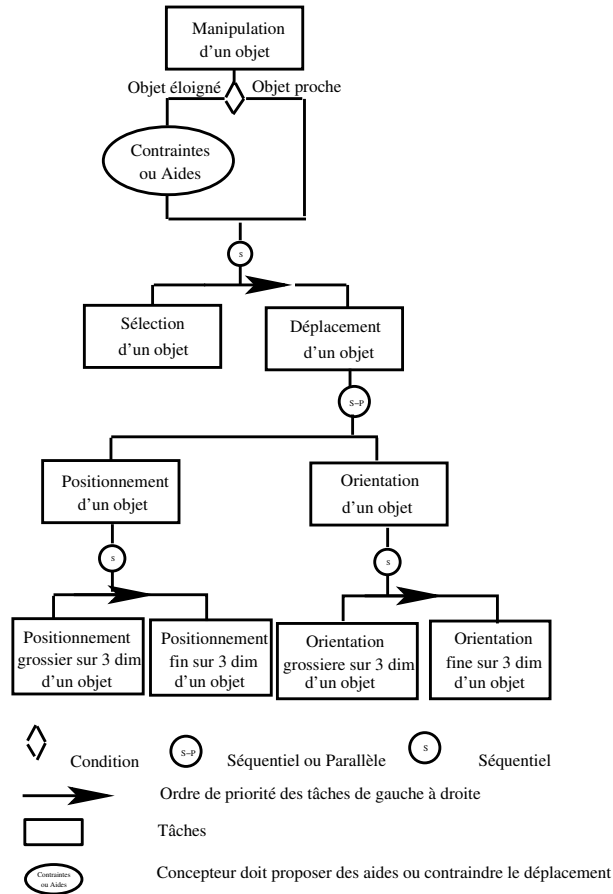 Manipulation
d'un objet
Objet éloigné
Objet proche
Contraintes
ou Aides
S
Sélection
d'un objet
Déplacement
d'un objet
S–P
Positionnement
d'un objet
Orientation
d'un objet
S
S
Positionnement
grossier sur 3 dim
d'un objet
Positionnement
fin sur 3 dim
d'un objet
Orientation
grossiere sur 3 dim
d'un objet
Orientation
fine sur 3 dim
d'un objet
Condition
S–P
Séquentiel ou Parallèle
S
Séquentiel
Ordre de priorité des tâches de gauche à droite
Tâches
Contraintes
ou Aides
Concepteur doit proposer des aides ou contraindre le déplacement